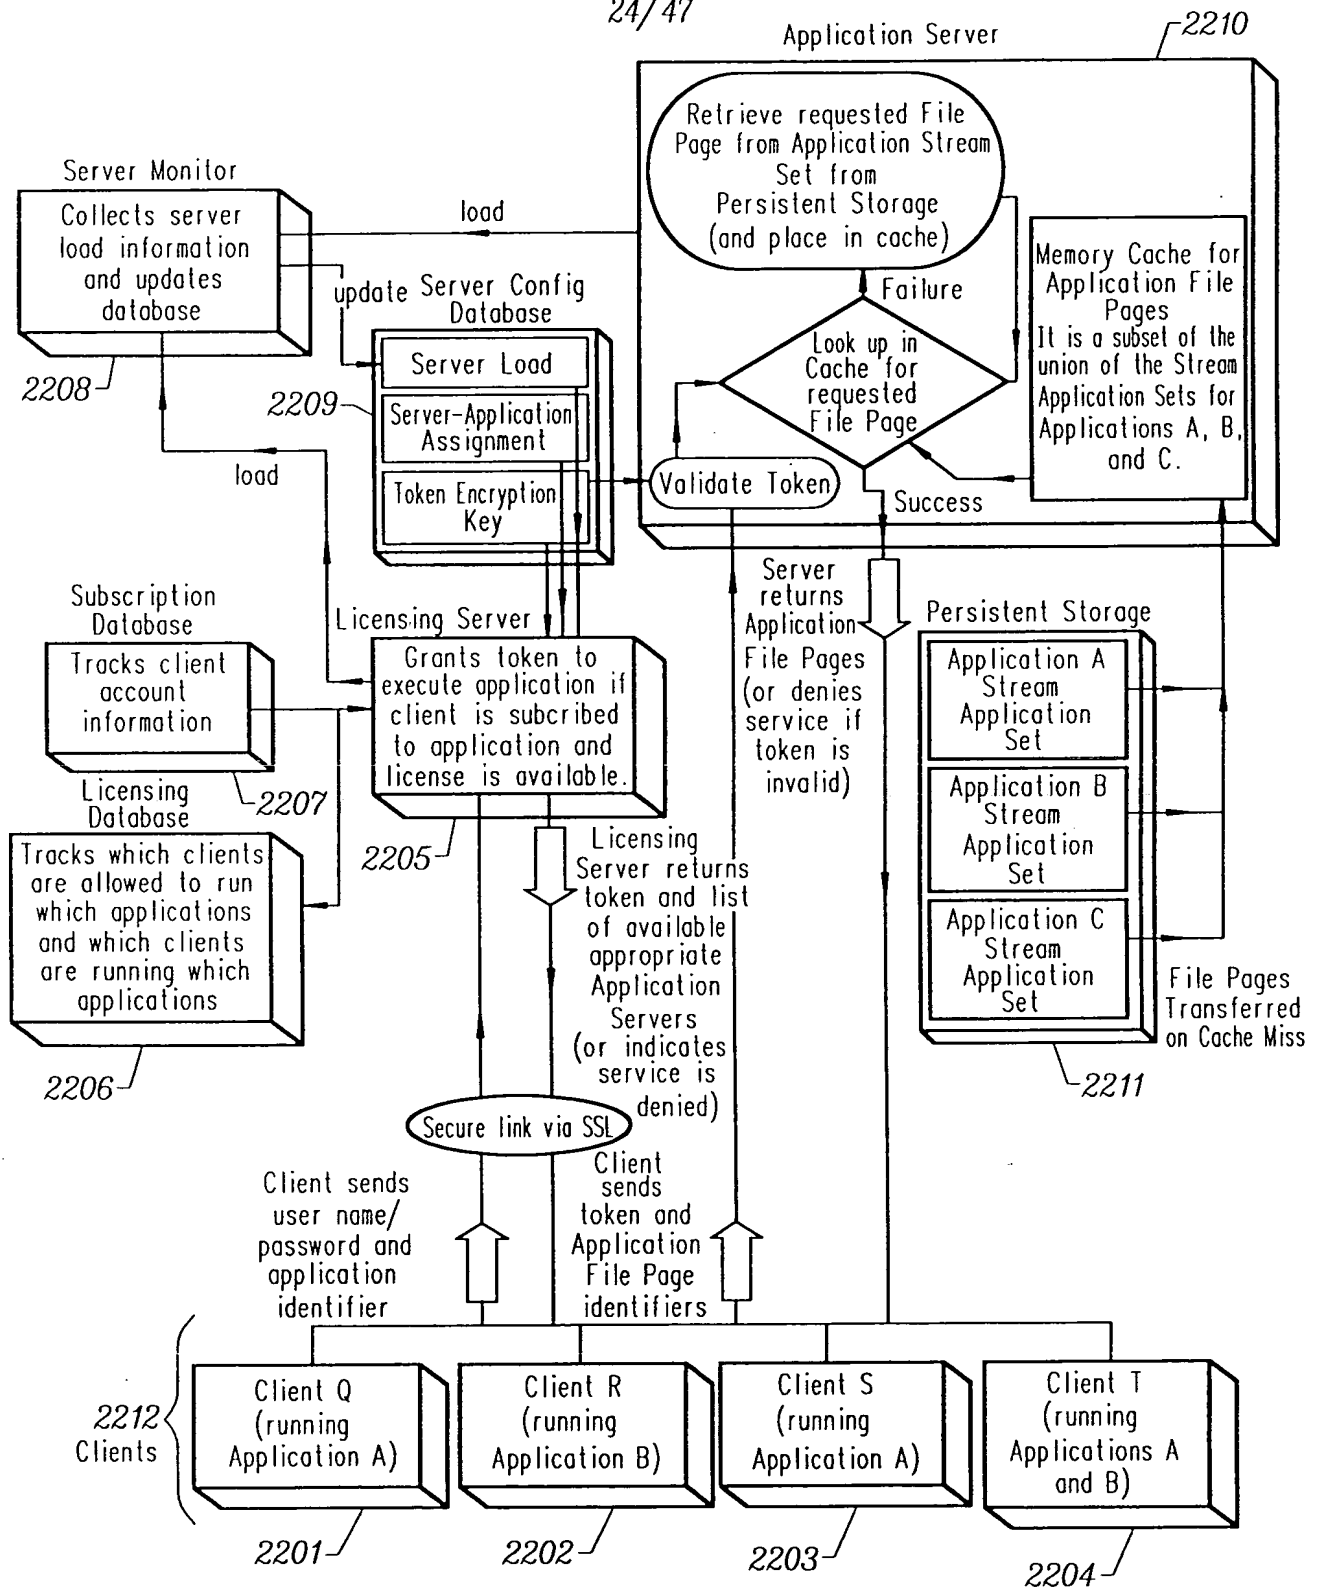 24/47
Application Server
2210
Retrieve requested File
Page from Application Stream
Set from
Persistent Storage
(and place in cache)
Server Monitor
Collects server
load information
and updates
database
2208
load
update
Server Config
Database
Server Load
Server-Application
Assignment
Token Encryption
Key
2209
load
Failure
Look up in
Cache for
requested
File Page
Memory Cache for
Application File
Pages
It is a subset of the
union of the Stream
Application Sets for
Applications A, B,
and C.
Validate Token
Success
Subscription
Database
Tracks client
account
information
2207
Licensing Server
Grants token to
execute application if
client is subcribed
to application and
license is available.
2205
Server
returns
Application
File Pages
(or denies
service if
token is
invalid)
Persistent Storage
Application A
Stream
Application
Set
Application B
Stream
Application
Set
Application C
Stream
Application
Set
2211
File Pages
Transferred
on Cache Miss
Licensing
Database
Tracks which clients
are allowed to run
which applications
and which clients
are running which
applications
2206
Licensing
Server returns
token and list
of available
appropriate
Application
Servers
(or indicates
service is
denied)
Secure link via SSL
Client sends
user name/
password and
application
identifier
Client
sends
token and
Application
File Page
identifiers
2212
Clients
Client Q
(running
Application A)
2201
Client R
(running
Application B)
2202
Client S
(running
Application A)
2203
Client T
(running
Applications A
and B)
2204